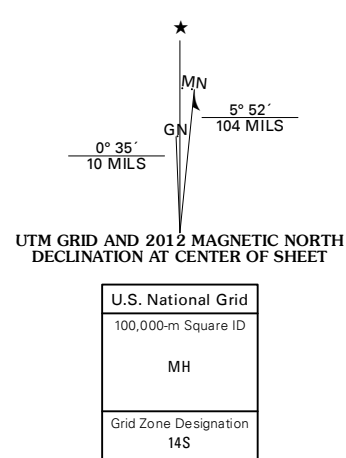 ★
MN
5° 52´
104 MILS
GN
0° 35´
10 MILS
UTM GRID AND 2012 MAGNETIC NORTH
DECLINATION AT CENTER OF SHEET
U.S. National Grid
100,000-m Square ID
MH
Grid Zone Designation
14S